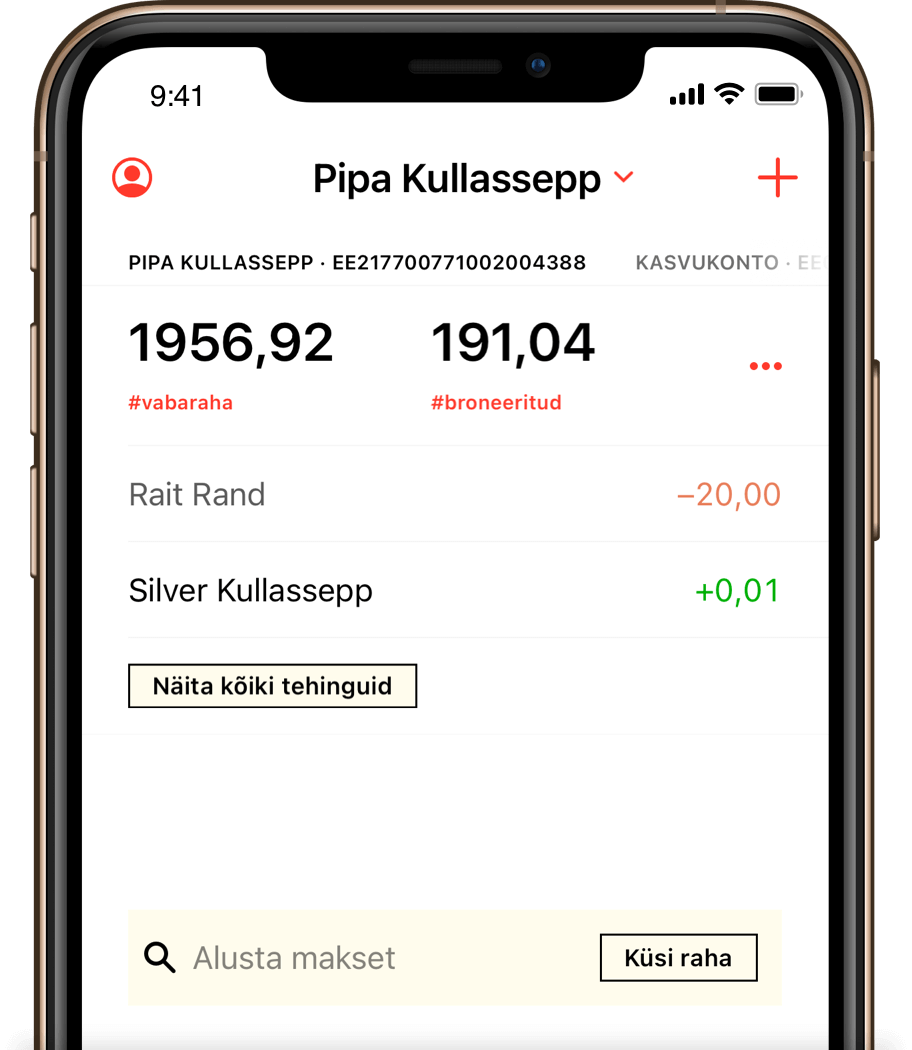 9:41
Pipa Kullassepp
PIPA KULLASSEPP · EE217700771002004388 KASVUKONTO · EE
1956,92 191,04
#vabaraha #broneeritud
Rait Rand –20,00
Silver Kullassepp +0,01
Näita kõiki tehinguid
Alusta makset Küsi raha